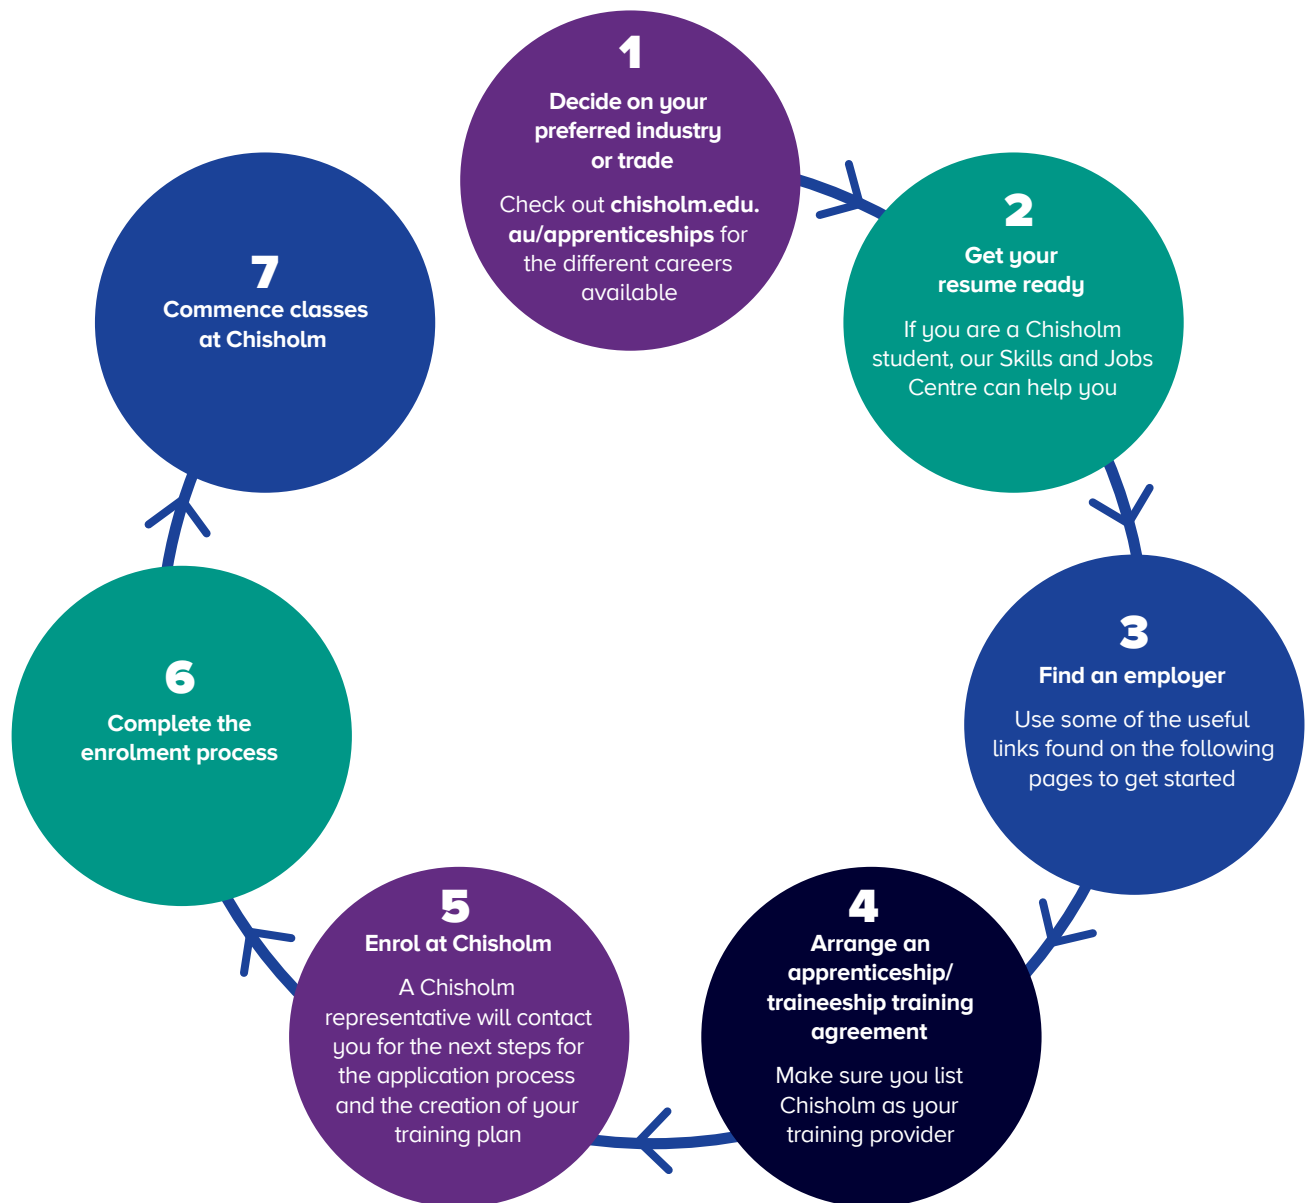 1
Decide on your
preferred industry
or trade
Check out chisholm.edu.
au/apprenticeships for
the different careers
available
2
Get your
resume ready
If you are a Chisholm
student, our Skills and Jobs
Centre can help you
3
Find an employer
Use some of the useful
links found on the following
pages to get started
4
Arrange an
apprenticeship/
traineeship training
agreement
Make sure you list
Chisholm as your
training provider
5
Enrol at Chisholm
A Chisholm
representative will contact
you for the next steps for
the application process
and the creation of your
training plan
6
Complete the
enrolment process
7
Commence classes
at Chisholm